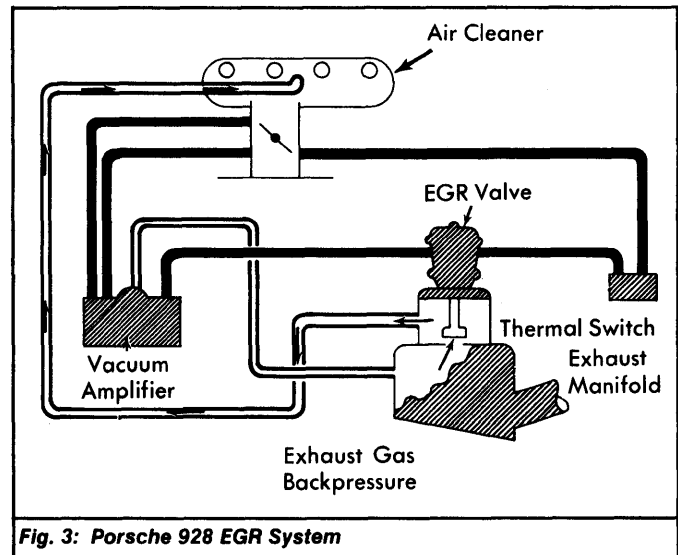 Air Cleaner
EGR Valve
Thermal Switch
Exhaust
Manifold
Vacuum
Amplifier
Exhaust Gas
Backpressure
Fig. 3: Porsche 928 EGR System